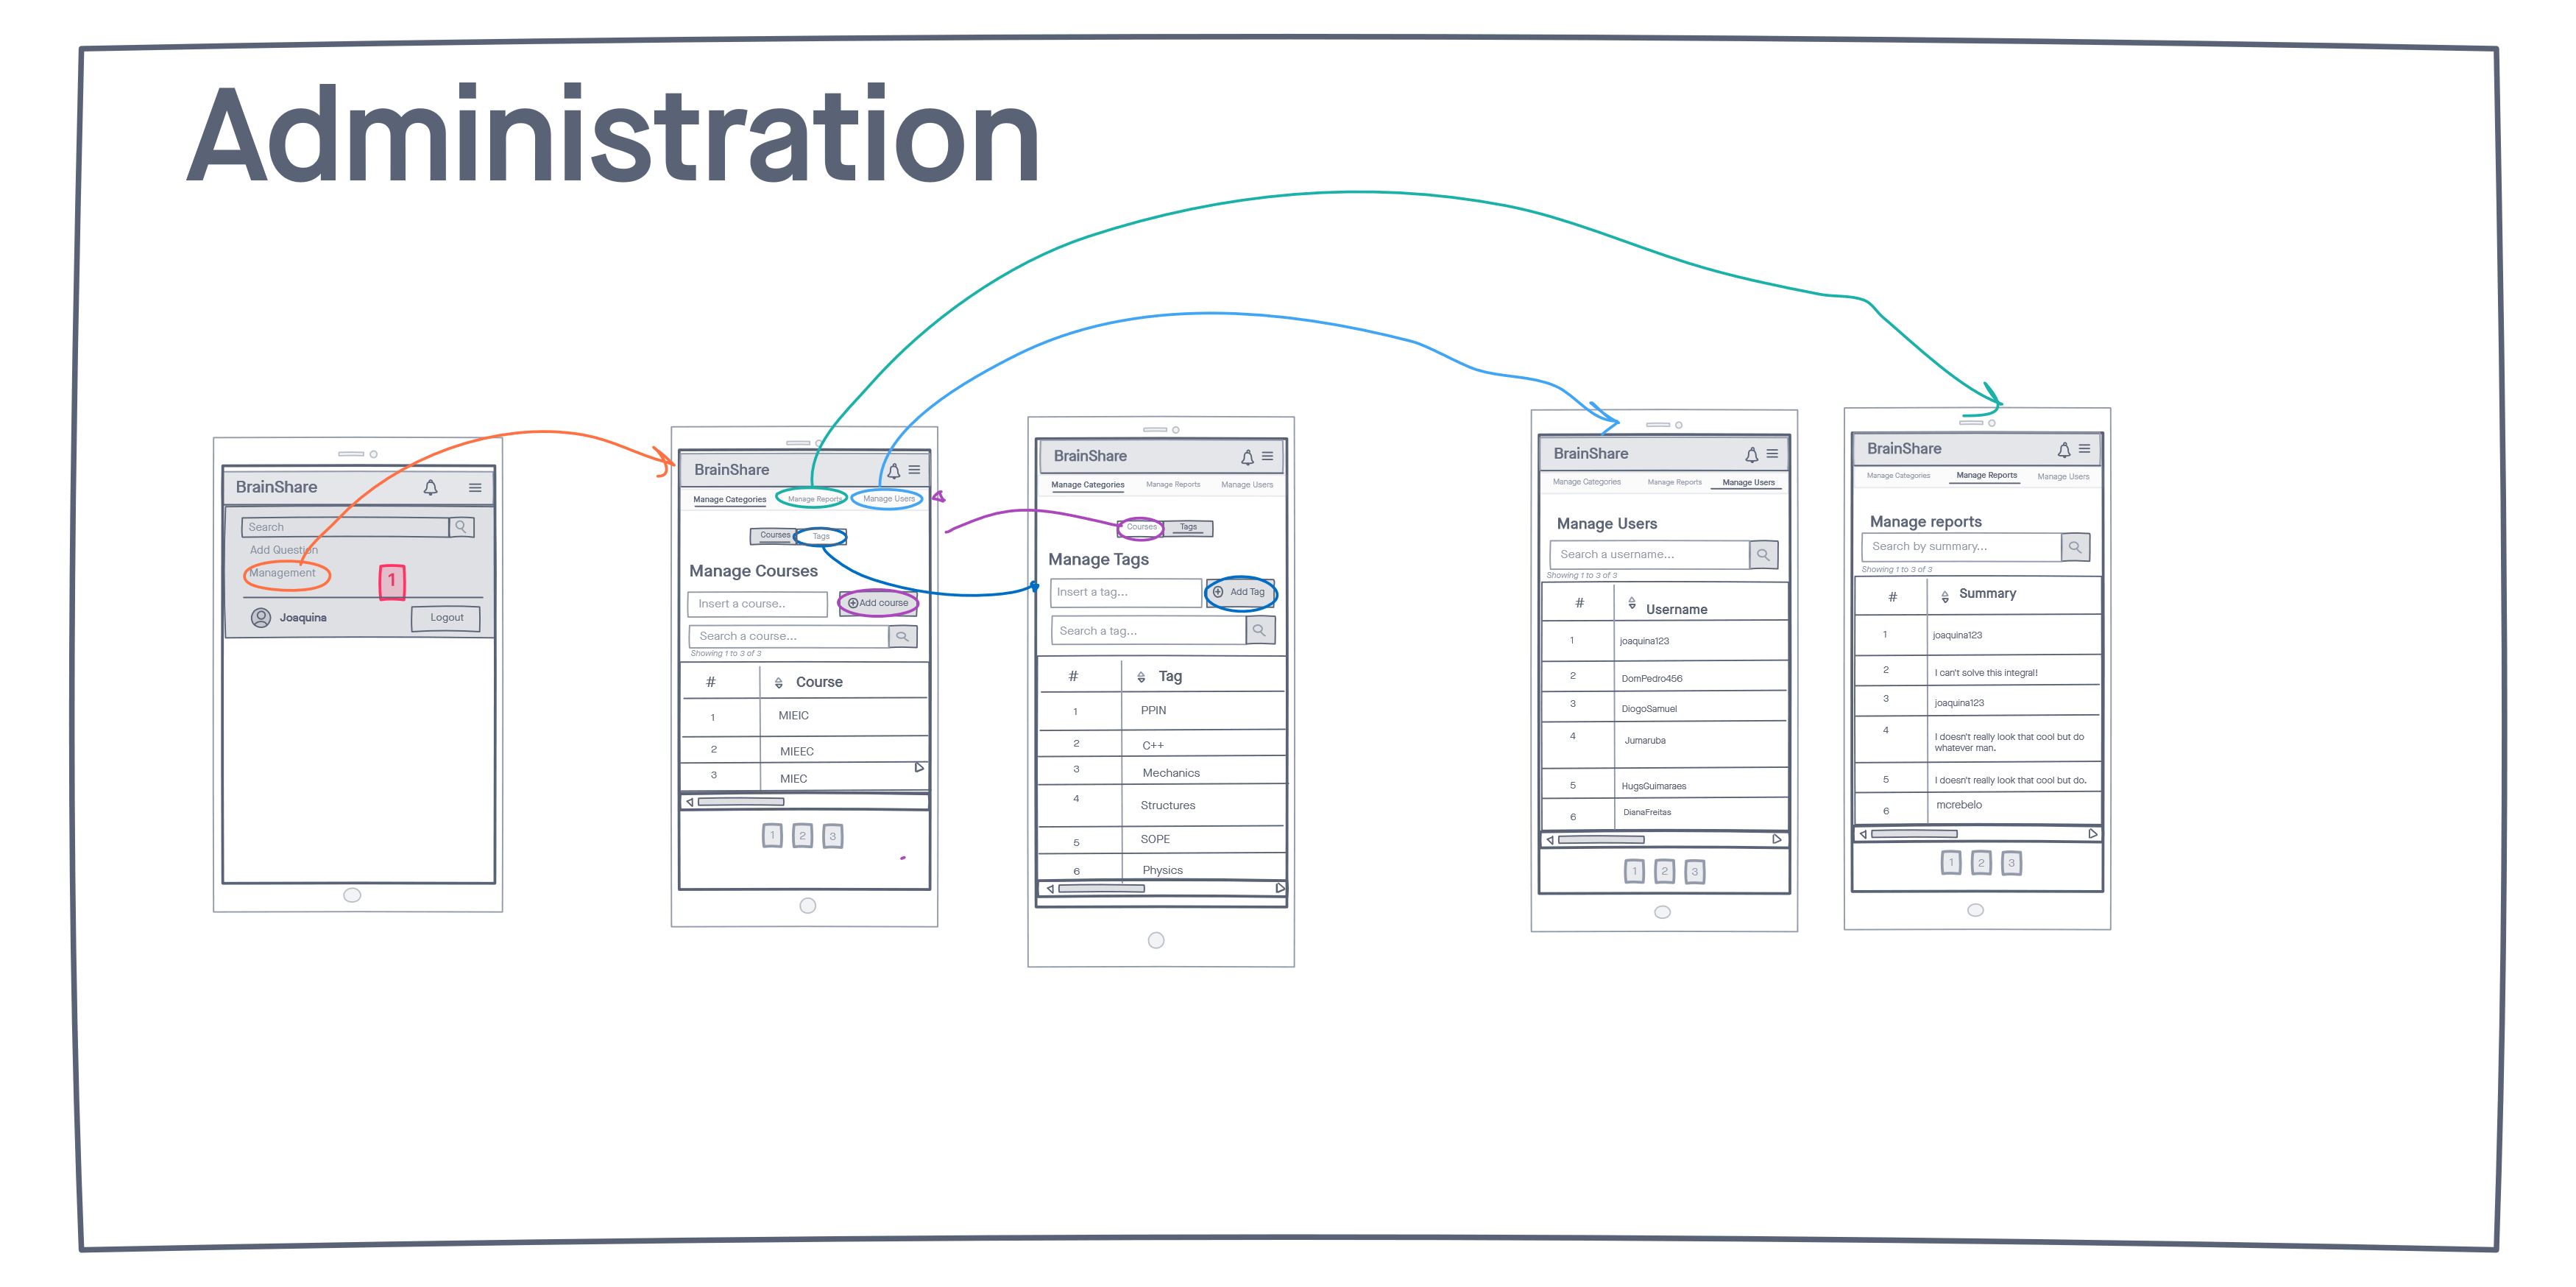 Administration
BrainShare
Search
Add Question
Management
1
Joaquina
Logout
BrainShare
Manage Categories
Manage Reports
Manage Users
Courses
Tags
Manage Courses
Insert a course..
Add course
Search a course...
Showing 1 to 3 of 3
# Course
1 MIEIC
2 MIEEC
3 MIEC
1 2 3
BrainShare
Manage Categories
Manage Reports
Manage Users
Courses
Tags
Manage Tags
Insert a tag...
Add Tag
Search a tag...
# Tag
1 PPIN
2 C++
3 Mechanics
4 Structures
5 SOPE
6 Physics
BrainShare
Manage Categories
Manage Reports
Manage Users
Manage Users
Search a username...
Showing 1 to 3 of 3
# Username
1 joaquina123
2 DomPedro456
3 DiogoSamuel
4 Jumaruba
5 HugsGuimaraes
6 DianaFreitas
1 2 3
BrainShare
Manage Categories
Manage Reports
Manage Users
Manage reports
Search by summary...
Showing 1 to 3 of 3
# Summary
1 joaquina123
2 I can't solve this integral!
3 joaquina123
4 I doesn't really look that cool but do
whatever man.
5 I doesn't really look that cool but do.
6 mcrebelo
1 2 3